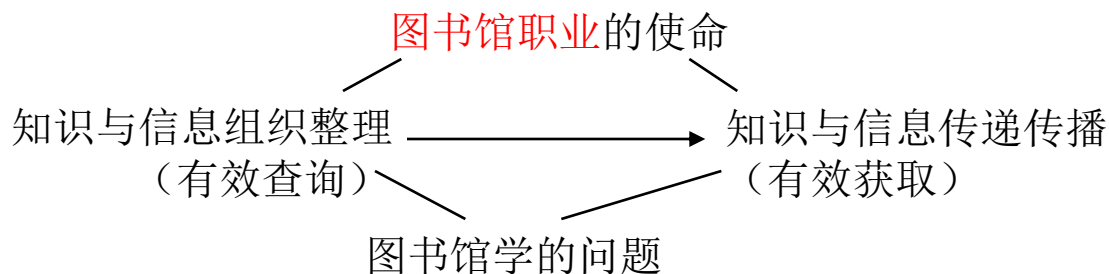 图书馆职业的使命
知识与信息组织整理
（有效查询）
知识与信息传递传播
（有效获取）
图书馆学的问题